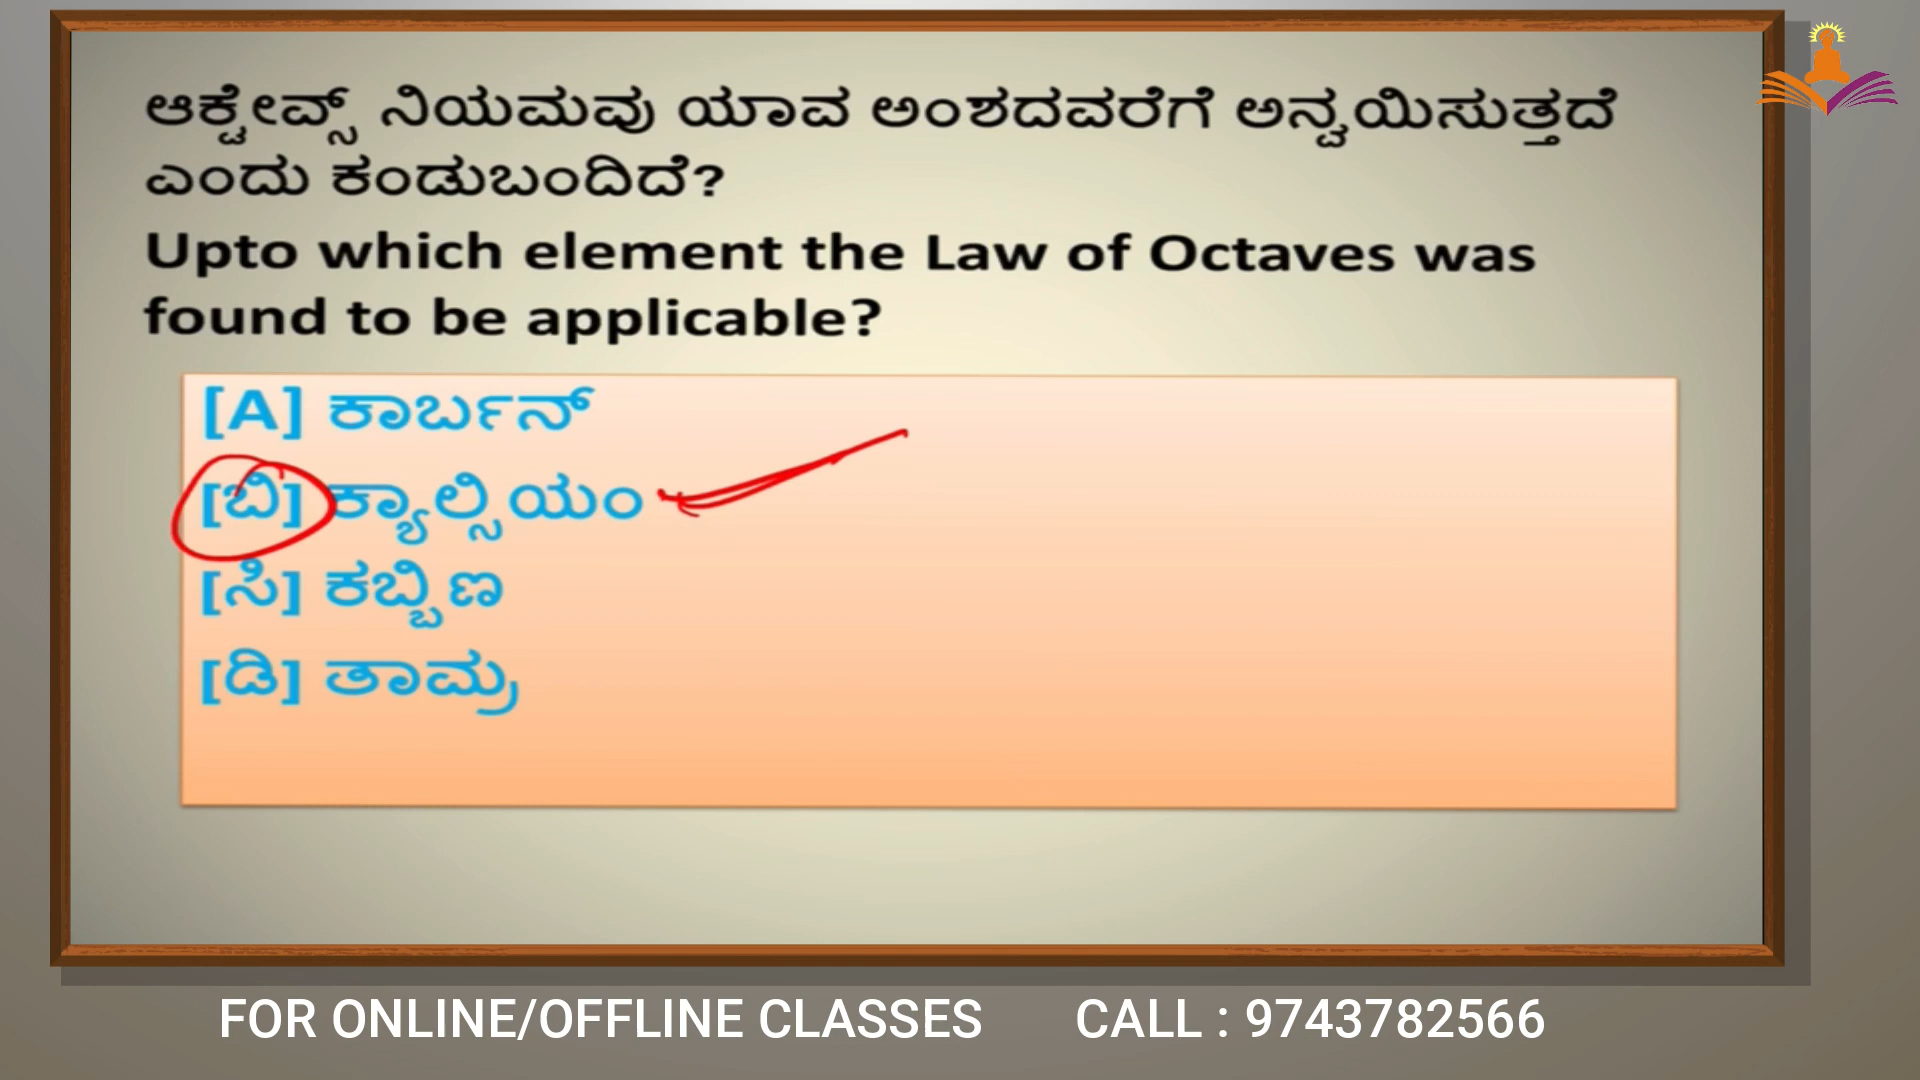 ಆಕ್ಟೇವ್ಸ್ ನಿಯಮವು ಯಾವ ಅಂಶದವರೆಗೆ ಅನ್ವಯಿಸುತ್ತದೆ
ಎಂದು ಕಂಡುಬಂದಿದೆ?
Upto which element the Law of Octaves was
found to be applicable?
[A] ಕಾರ್ಬನ್
[ಬಿ] ಕ್ಯಾಲ್ಸಿಯಂ
[ಸಿ] ಕಬ್ಬಿಣ
[ಡಿ] ತಾಮ್ರ
FOR ONLINE/OFFLINE CLASSES CALL : 9743782566